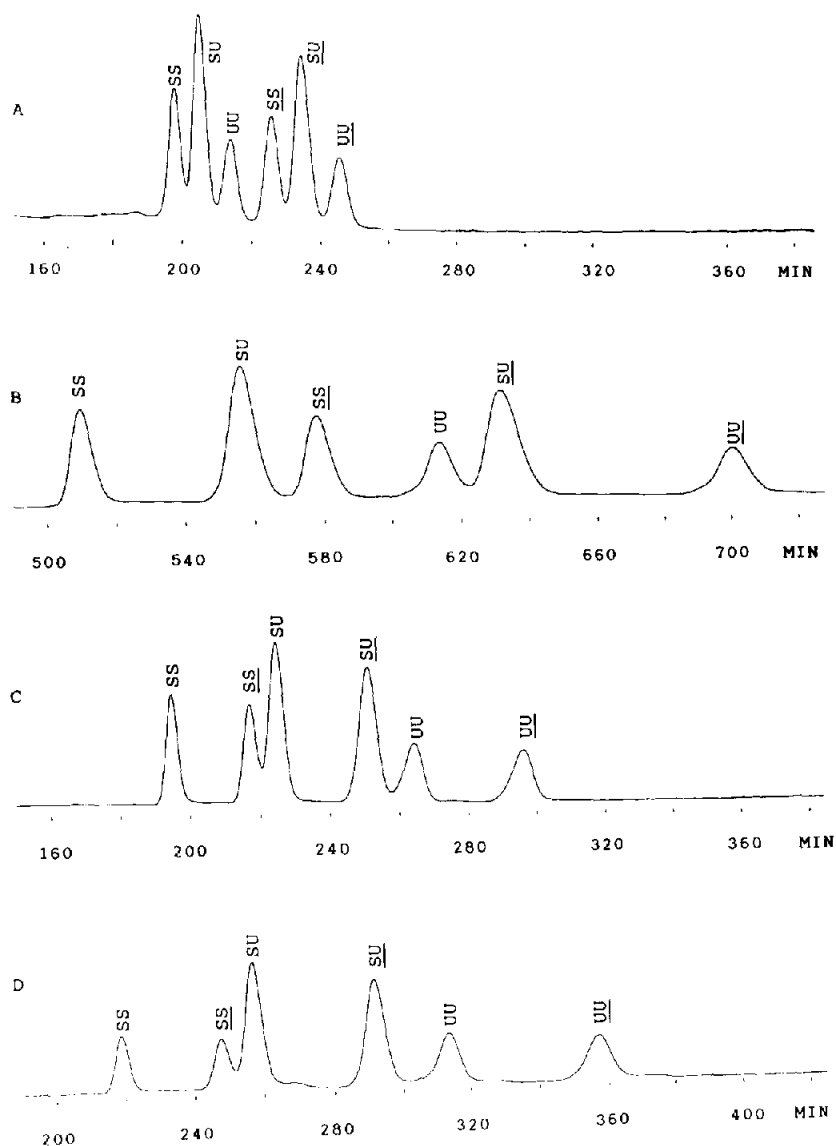 A
SS SU UU SS SU UU
160 200 240 280 320 360 MIN
B
SS SU SS UU SU UU
500 540 580 620 660 700 MIN
C
SS SS SU SU UU UU
160 200 240 280 320 360 MIN
D
SS SS SU SU UU UU
200 240 280 320 360 400 MIN